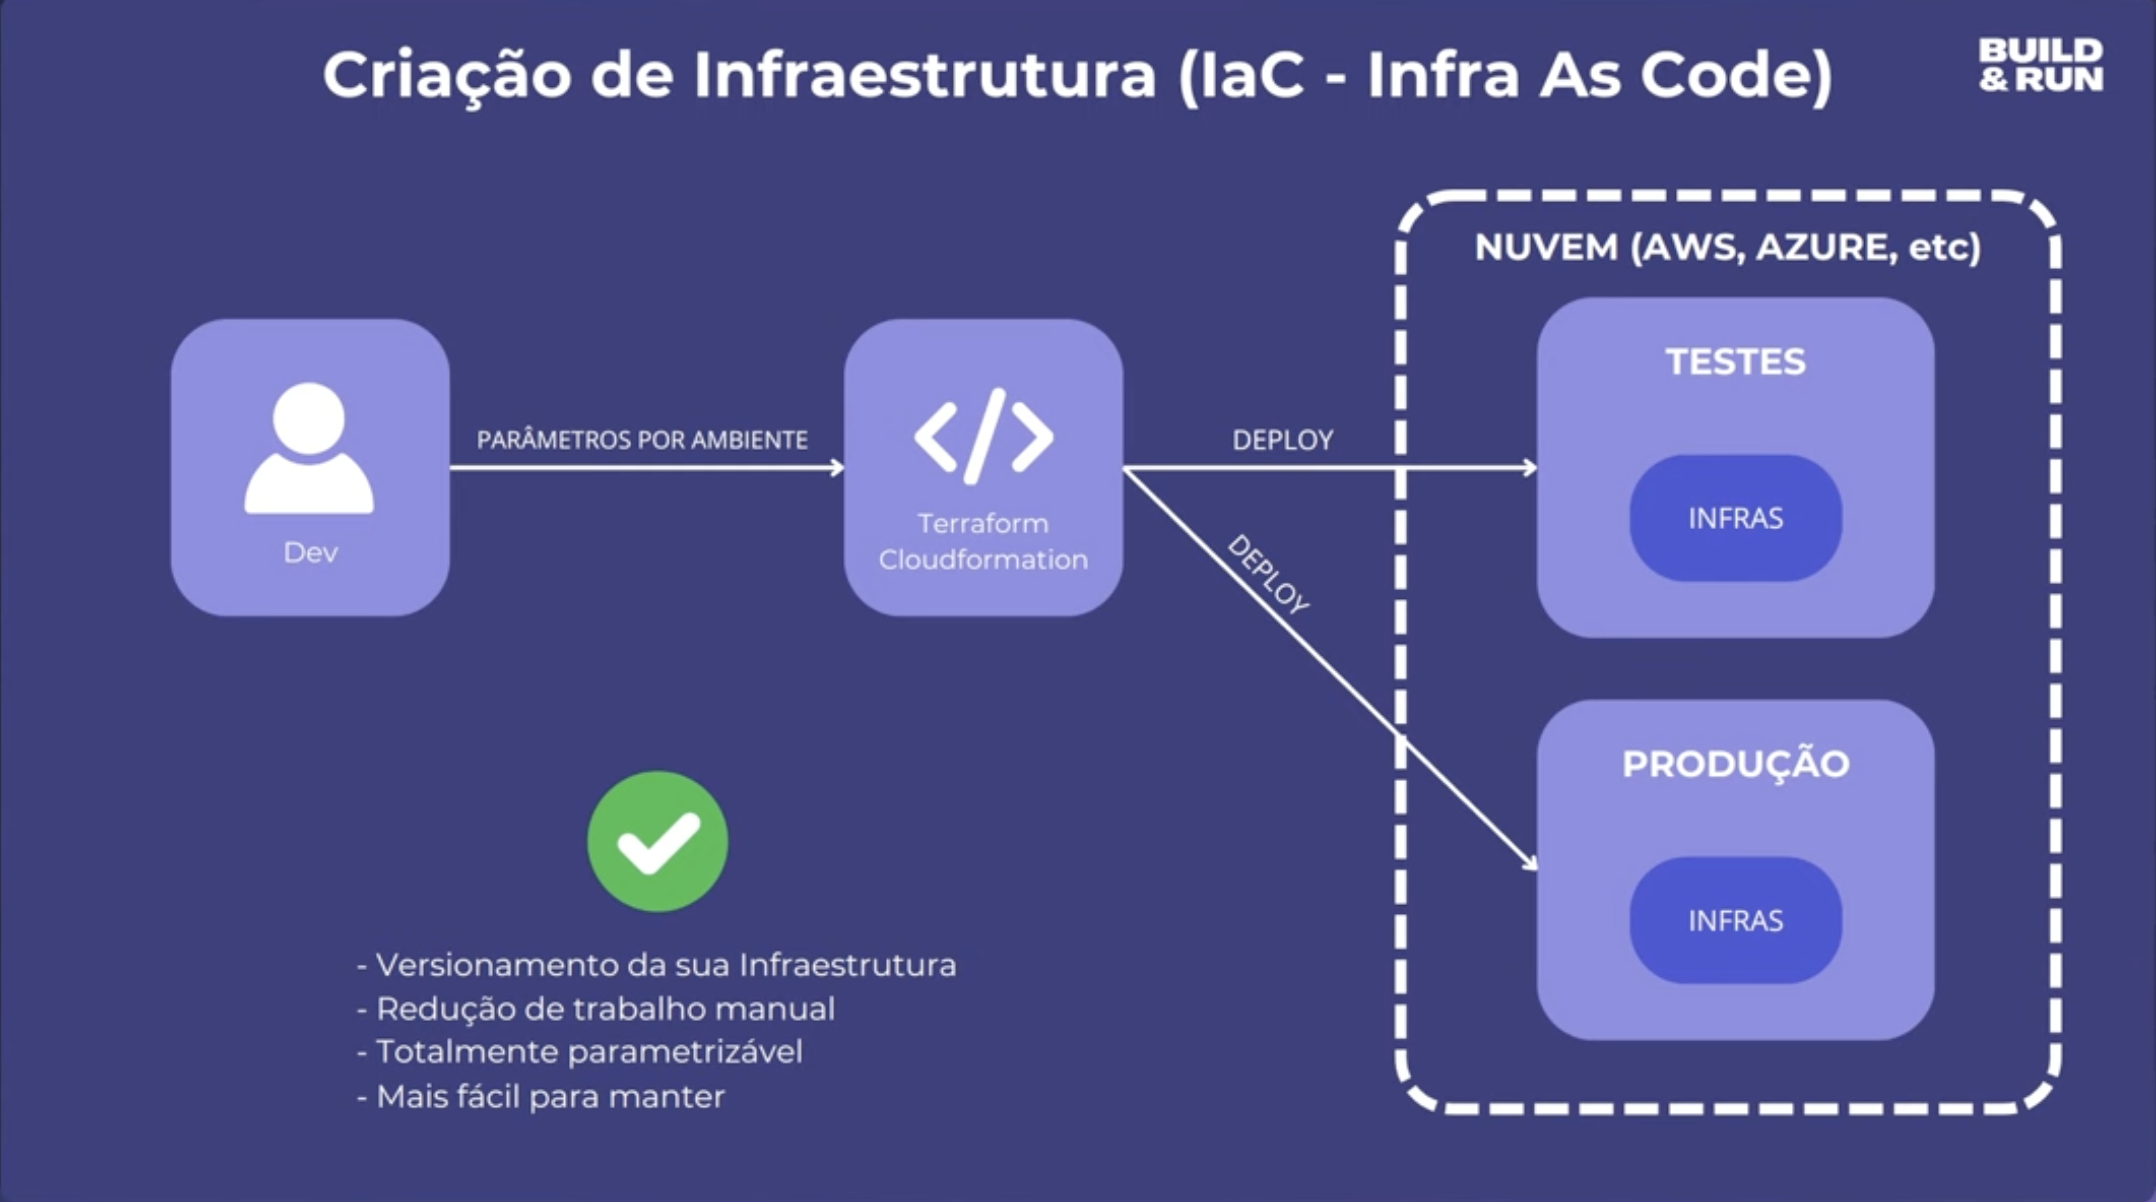 Criação de Infraestrutura (IaC - Infra As Code)
BUILD
& RUN
NUVEM (AWS, AZURE, etc)
Dev
PARÂMETROS POR AMBIENTE
Terraform
Cloudformation
DEPLOY
DEPLOY
TESTES
INFRAS
PRODUÇÃO
INFRAS
- Versionamento da sua Infraestrutura
- Redução de trabalho manual
- Totalmente parametrizável
- Mais fácil para manter